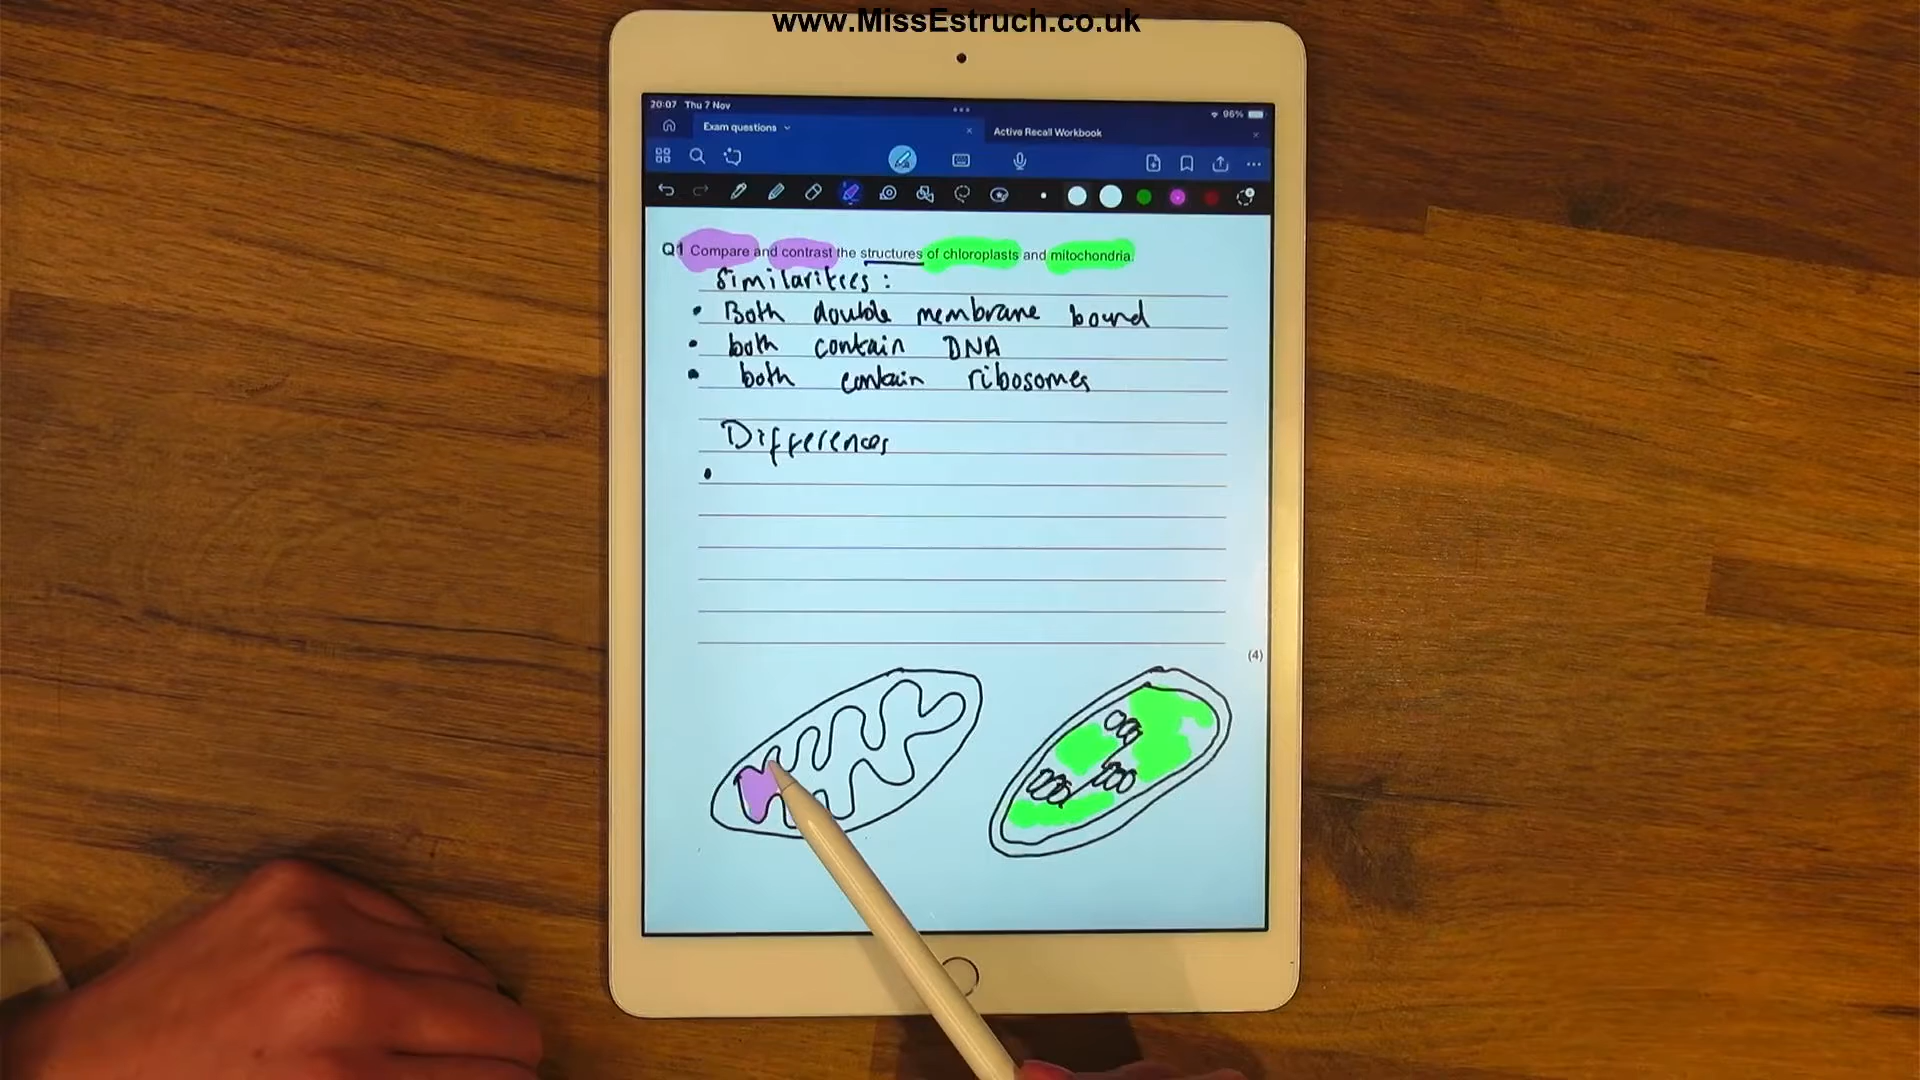 www.MissEstruch.co.uk
20:07 Thu 7 Nov
96%
Exam questions
Active Recall Workbook
Q1 Compare and contrast the structures of chloroplasts and mitochondria.
Similarities :
• Both double membrane bound
• both contain DNA
• both contain ribosomes
Differences
•
(4)